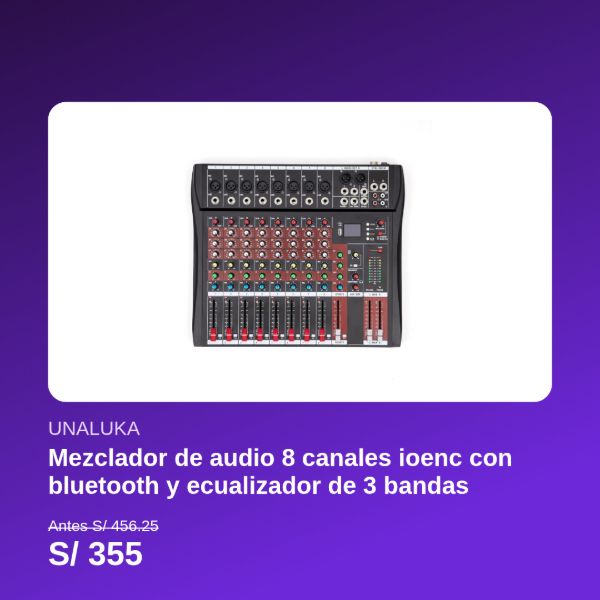 UNALUKA
Mezclador de audio 8 canales ioenc con
bluetooth y ecualizador de 3 bandas
Antes S/ 456.25
S/ 355